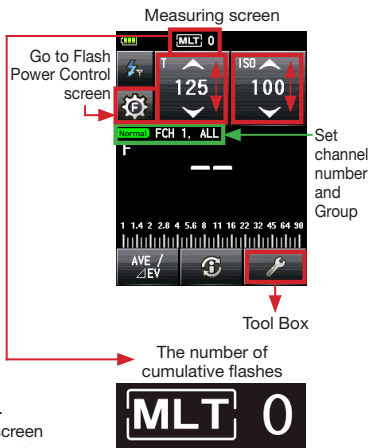 Measuring screen
MLT 0
Go to Flash
Power Control
screen
T
ISO
125
100
F
Normal FCH 1, ALL
F
Set
channel
number
and
Group
1 1.4 2 2.8 4 5.6 8 11 16 22 32 45 64 90
AVE /
⊿EV
Tool Box
The number of
cumulative flashes
MLT 0
screen